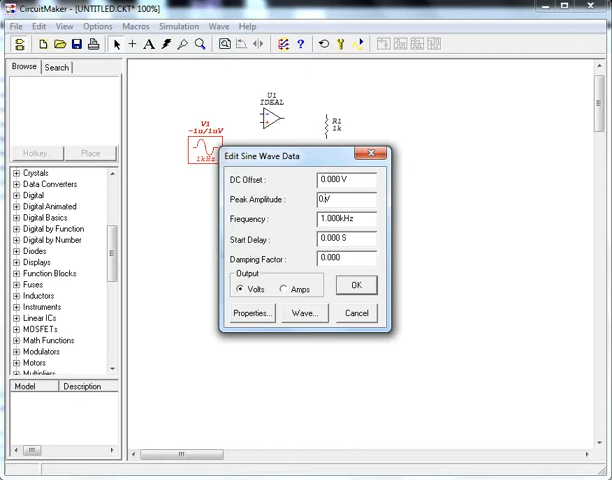 CircuitMaker - [UNTITLED.CKT* 100%]
File Edit View Options Macros Simulation Wave Help
Browse Search
Hotkey... Place
Crystals
Data Converters
Digital
Digital Animated
Digital Basics
Digital by Function
Digital by Number
Diodes
Displays
Function Blocks
Fuses
Inductors
Instruments
Linear ICs
MOSFETs
Math Functions
Modulators
Motors
Multipliers
Model Description
U1
IDEAL
V1
-1u/1uV
1kHz
R1
1k
Edit Sine Wave Data
DC Offset : 0.000 V
Peak Amplitude : 0.V
Frequency : 1.000kHz
Start Delay : 0.000 S
Damping Factor : 0.000
Output
Volts Amps
OK
Properties... Wave... Cancel